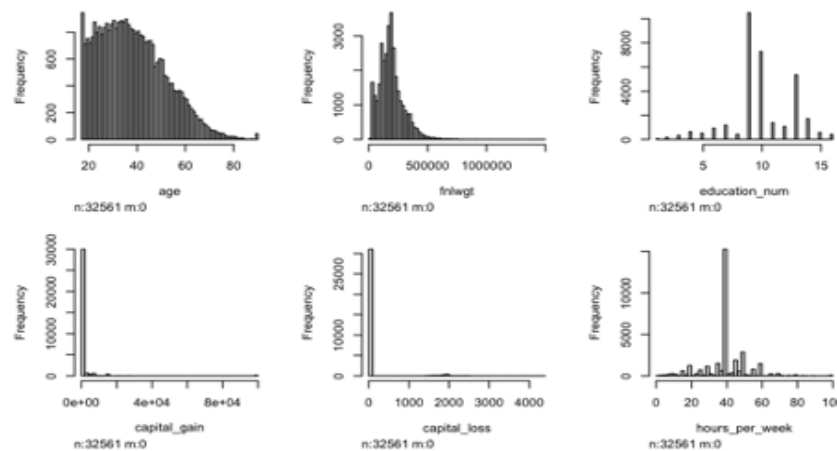 Frequency
0 200 600
20 40 60 80
age
n:32561 m:0
Frequency
0 1000 3000
0 500000 1000000
fnlwgt
n:32561 m:0
Frequency
0 4000 10000
5 10 15
education_num
n:32561 m:0
Frequency
0 10000 20000 30000
0e+00 4e+04 8e+04
capital_gain
n:32561 m:0
Frequency
0 10000 25000
0 1000 2000 3000 4000
capital_loss
n:32561 m:0
Frequency
0 5000 10000
0 20 40 60 80 100
hours_per_week
n:32561 m:0